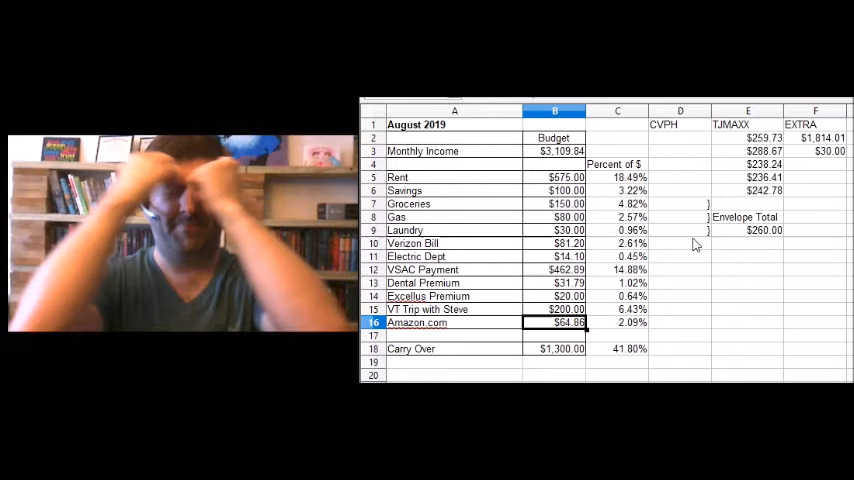 A B C D E F
1 August 2019 CVPH TJMAXX EXTRA
2 Budget $259.73 $1,814.01
3 Monthly Income $3,109.84 $288.67 $30.00
4 Percent of $ $238.24
5 Rent $575.00 18.49% $236.41
6 Savings $100.00 3.22% $242.78
7 Groceries $150.00 4.82% }
8 Gas $80.00 2.57% } Envelope Total
9 Laundry $30.00 0.96% } $260.00
10 Verizon Bill $81.20 2.61%
11 Electric Dept $14.10 0.45%
12 VSAC Payment $462.89 14.88%
13 Dental Premium $31.79 1.02%
14 Excellus Premium $20.00 0.64%
15 VT Trip with Steve $200.00 6.43%
16 Amazon.com $64.86 2.09%
17
18 Carry Over $1,300.00 41.80%
19
20